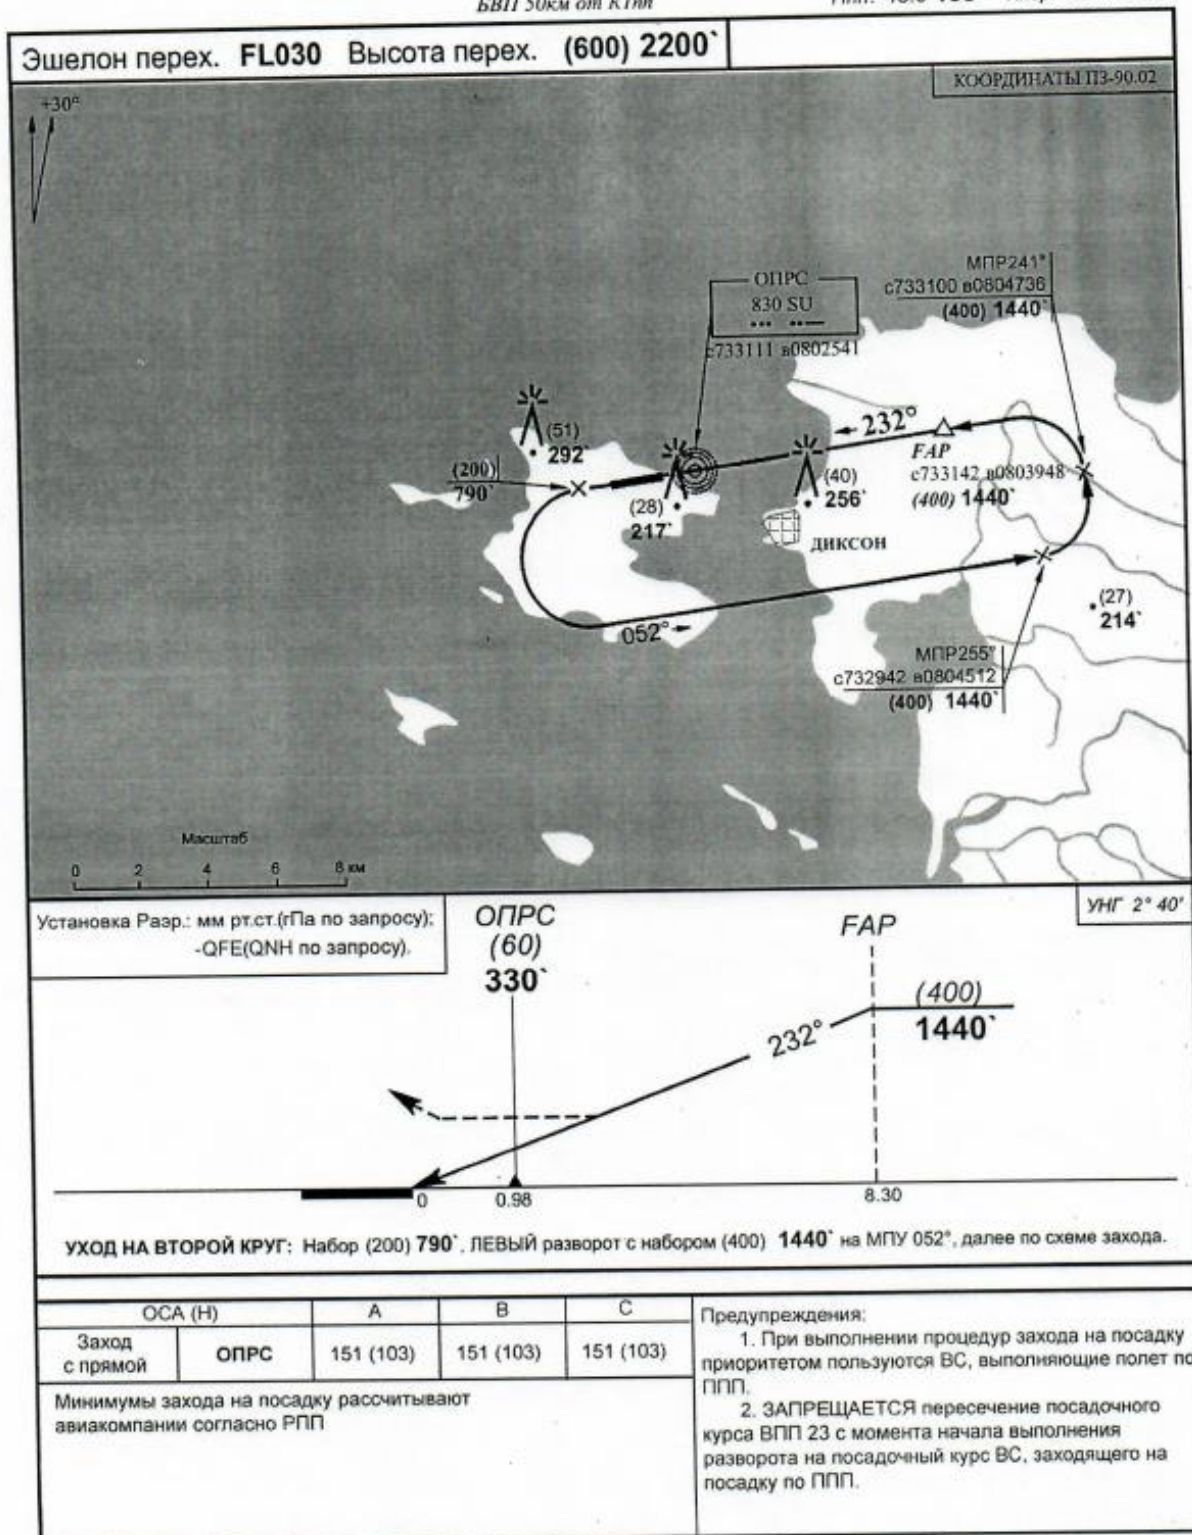 БВП 50км от КТпп
Эшелон перех. FL030 Высота перех. (600) 2200`
КООРДИНАТЫ ПЗ-90.02
+30°
МПР241°
с733100 в0804736
(400) 1440`
ОПРС
830 SU
••• ••—
с733111 в0802541
232°
FAP
с733142 в0803948
(400) 1440`
(51)
292`
(200)
790`
(28)
217`
(40)
256`
ДИКСОН
052°
(27)
214`
МПР255°
с732942 в0804512
(400) 1440`
Масштаб
0 2 4 6 8 км
Установка Разр.: мм рт.ст.(гПа по запросу);
-QFE(QNH по запросу).
УНГ 2° 40'
ОПРС
(60)
330`
FAP
(400)
1440`
232°
0 0.98 8.30
УХОД НА ВТОРОЙ КРУГ: Набор (200) 790`, ЛЕВЫЙ разворот с набором (400) 1440` на МПУ 052°, далее по схеме захода.
ОСА (Н) А В С
Заход
с прямой ОПРС 151 (103) 151 (103) 151 (103)
Минимумы захода на посадку рассчитывают
авиакомпании согласно РПП
Предупреждения:
1. При выполнении процедур захода на посадку
приоритетом пользуются ВС, выполняющие полет по
ППП.
2. ЗАПРЕЩАЕТСЯ пересечение посадочного
курса ВПП 23 с момента начала выполнения
разворота на посадочный курс ВС, заходящего на
посадку по ППП.